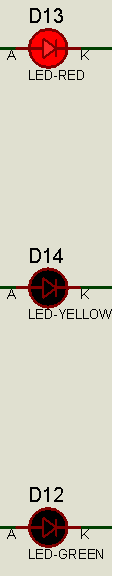 D13
A K
LED-RED
D14
A K
LED-YELLOW
D12
A K
LED-GREEN